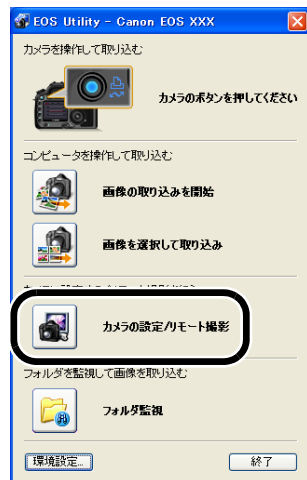 EOS Utility - Canon EOS XXX
カメラを操作して取り込む
カメラのボタンを押してください
コンピュータを操作して取り込む
画像の取り込みを開始
画像を選択して取り込み
カメラの設定/リモート撮影
フォルダを監視して画像を取り込む
フォルダ監視
環境設定...
終了